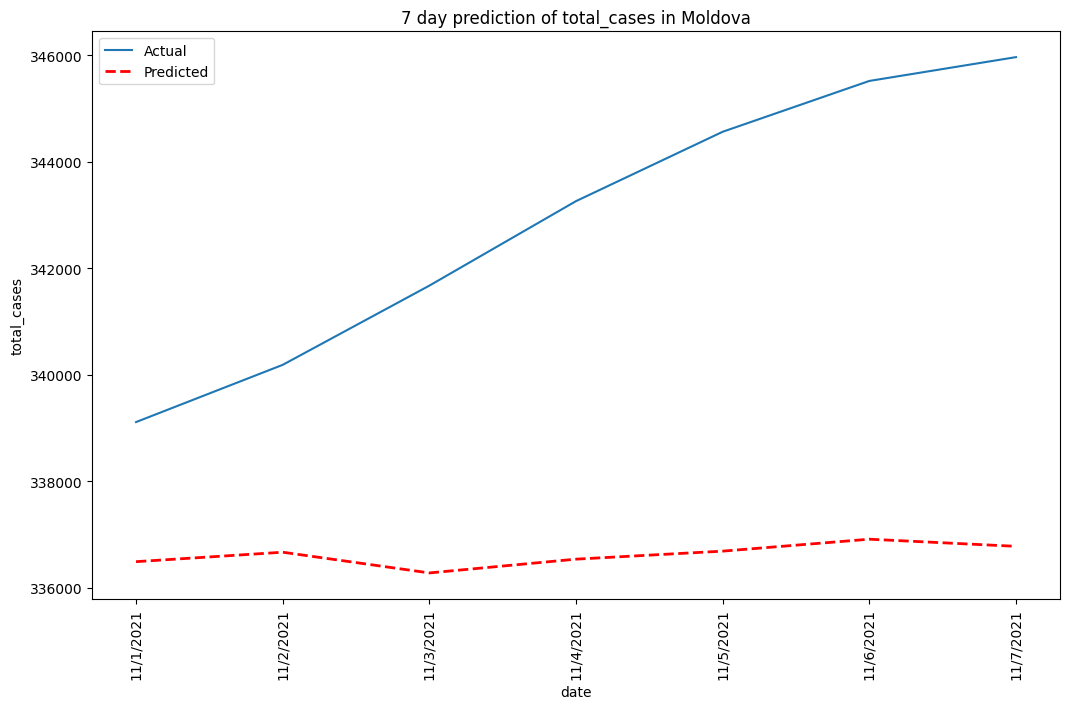 7 day prediction of total_cases in Moldova
Actual
Predicted
346000
344000
342000
340000
338000
336000
total_cases
11/1/2021
11/2/2021
11/3/2021
11/4/2021
11/5/2021
11/6/2021
11/7/2021
date